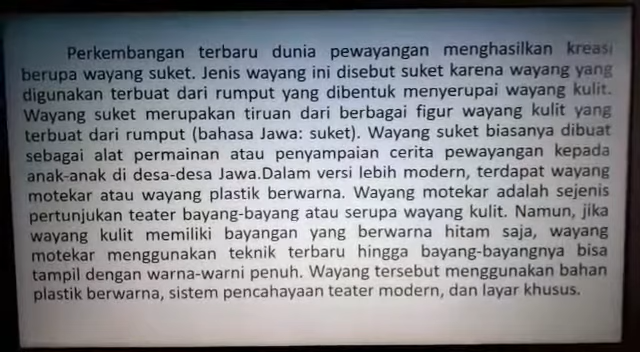 Perkembangan terbaru dunia pewayangan menghasilkan kreasi
berupa wayang suket. Jenis wayang ini disebut suket karena wayang yang
digunakan terbuat dari rumput yang dibentuk menyerupai wayang kulit.
Wayang suket merupakan tiruan dari berbagai figur wayang kulit yang
terbuat dari rumput (bahasa Jawa: suket). Wayang suket biasanya dibuat
sebagai alat permainan atau penyampaian cerita pewayangan kepada
anak-anak di desa-desa Jawa.Dalam versi lebih modern, terdapat wayang
motekar atau wayang plastik berwarna. Wayang motekar adalah sejenis
pertunjukan teater bayang-bayang atau serupa wayang kulit. Namun, jika
wayang kulit memiliki bayangan yang berwarna hitam saja, wayang
motekar menggunakan teknik terbaru hingga bayang-bayangnya bisa
tampil dengan warna-warni penuh. Wayang tersebut menggunakan bahan
plastik berwarna, sistem pencahayaan teater modern, dan layar khusus.